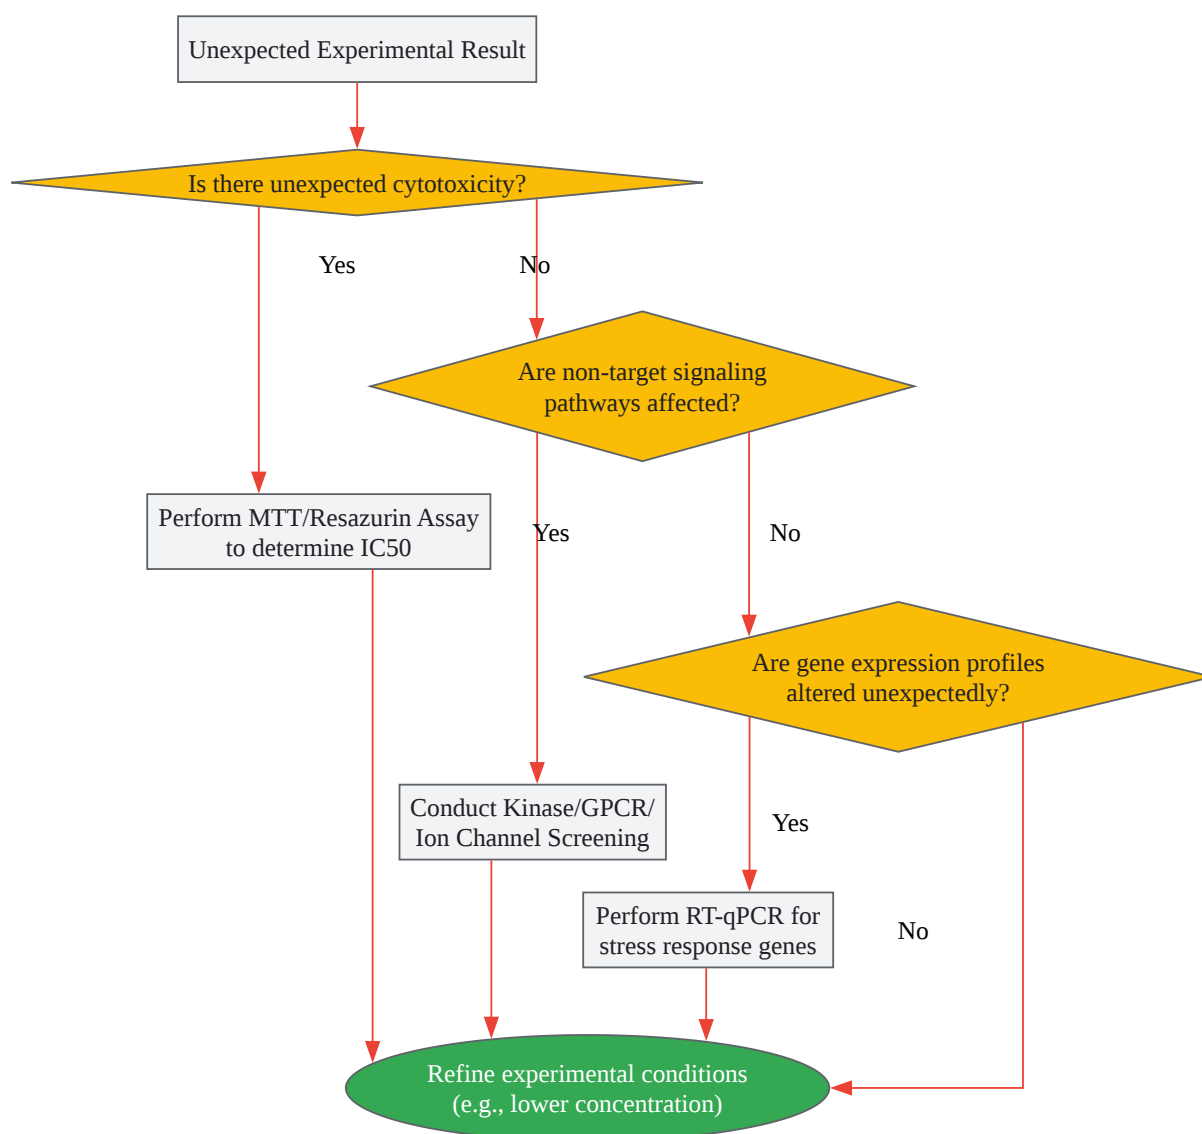 Unexpected Experimental Result
Is there unexpected cytotoxicity?
Yes
No
Are non-target signaling
pathways affected?
Perform MTT/Resazurin Assay
to determine IC50
Yes
No
Are gene expression profiles
altered unexpectedly?
Conduct Kinase/GPCR/
Ion Channel Screening
Yes
Perform RT-qPCR for
stress response genes
No
Refine experimental conditions
(e.g., lower concentration)